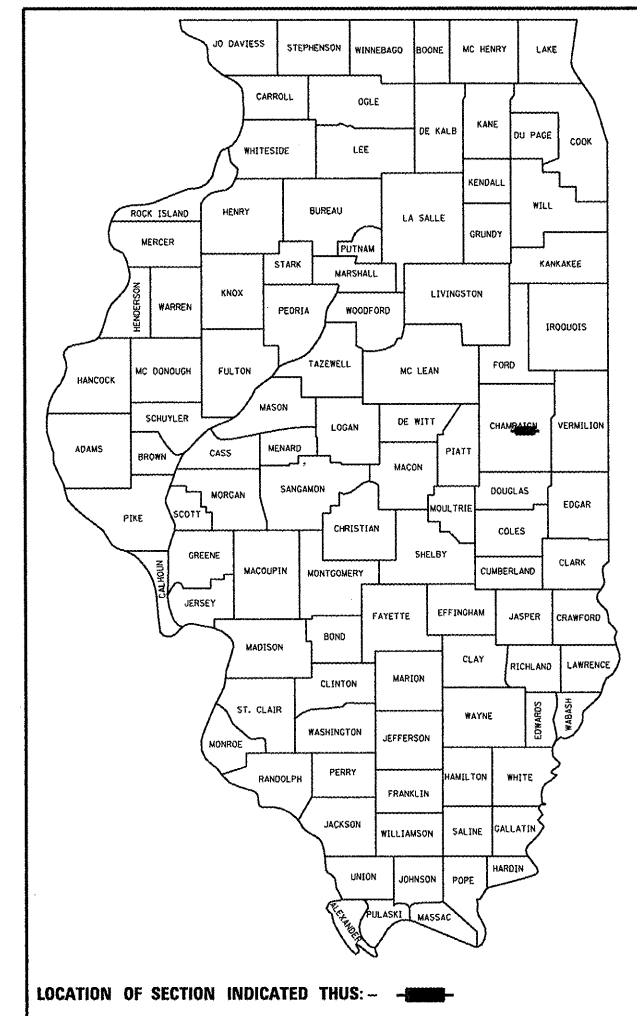 JO DAVIESS STEPHENSON WINNEBAGO BOONE MC HENRY LAKE
CARROLL OGLE DE KALB KANE DU PAGE COOK
WHITESIDE LEE
KENDALL WILL
ROCK ISLAND HENRY BUREAU LA SALLE
MERCER PUTNAM GRUNDY
STARK MARSHALL KANKAKEE
HENDERSON WARREN KNOX PEORIA WOODFORD LIVINGSTON IROQUOIS
HANCOCK MC DONOUGH FULTON TAZEWELL MC LEAN FORD
MASON
SCHUYLER LOGAN DE WITT CHAMPAIGN VERMILION
ADAMS BROWN CASS MENARD MACON PIATT
MORGAN SANGAMON DOUGLAS
PIKE SCOTT CHRISTIAN MOULTRIE EDGAR
COLES
GREENE MACOUPIN MONTGOMERY SHELBY CUMBERLAND CLARK
CALHOUN JERSEY
FAYETTE EFFINGHAM JASPER CRAWFORD
MADISON BOND
CLAY RICHLAND LAWRENCE
CLINTON MARION
ST. CLAIR WAYNE EDWARDS WABASH
WASHINGTON JEFFERSON
MONROE
RANDOLPH PERRY HAMILTON WHITE
FRANKLIN
JACKSON WILLIAMSON SALINE GALLATIN
UNION JOHNSON POPE HARDIN
ALEXANDER PULASKI MASSAC
LOCATION OF SECTION INDICATED THUS: –